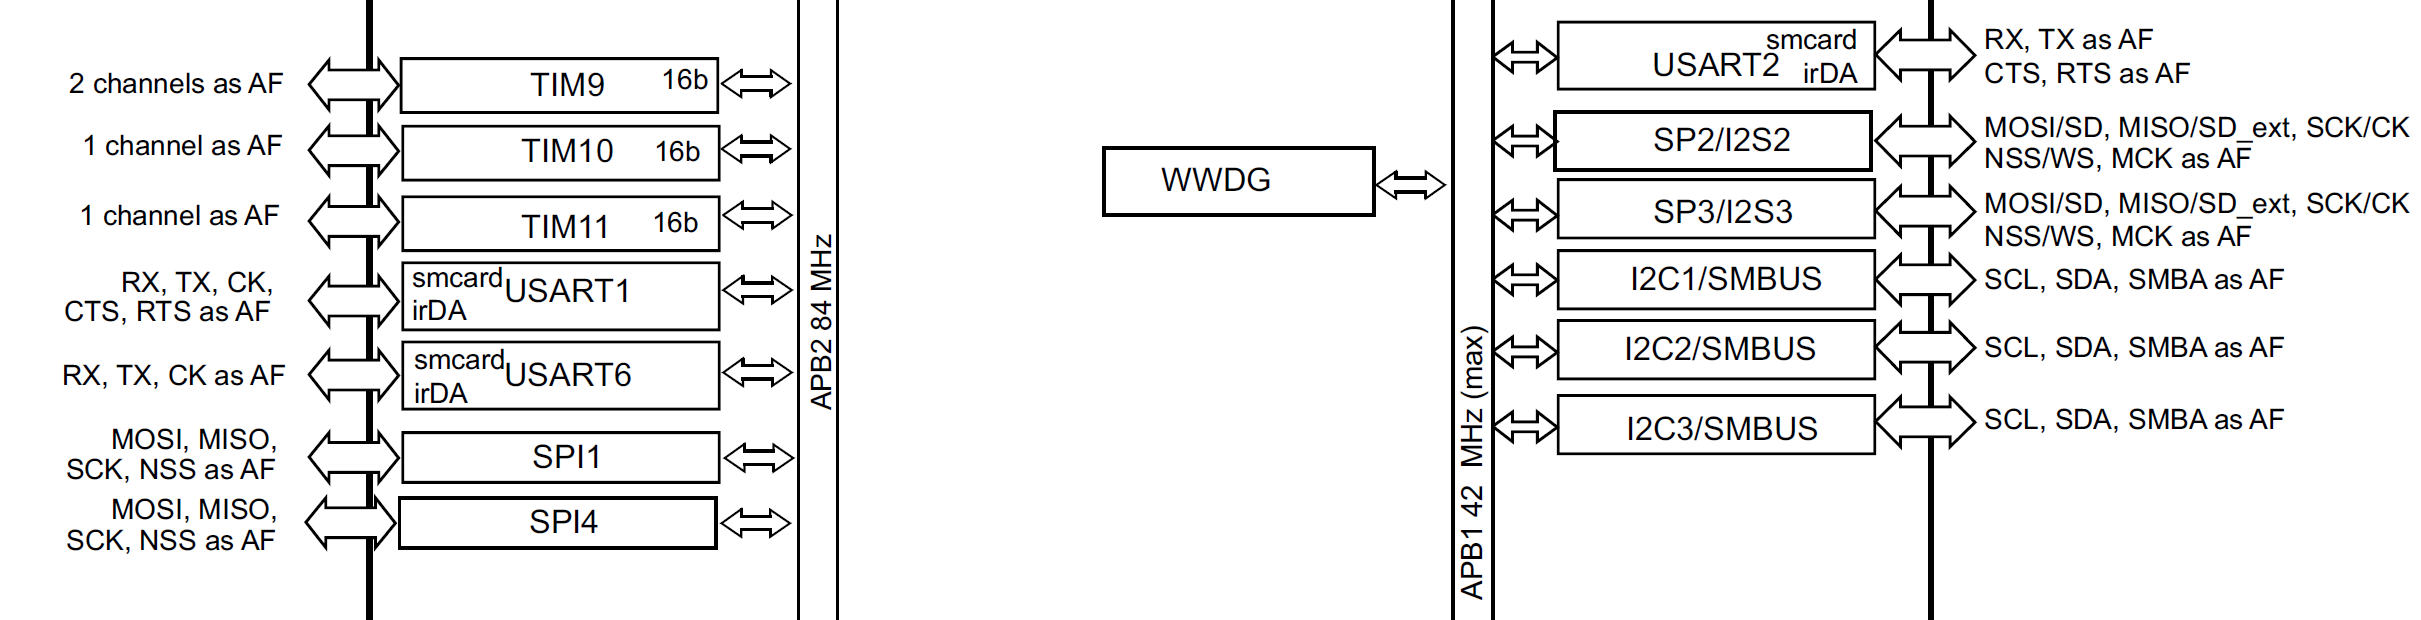 2 channels as AF
TIM9
16b
1 channel as AF
TIM10
16b
1 channel as AF
TIM11
16b
RX, TX, CK,
CTS, RTS as AF
smcard
irDA
USART1
RX, TX, CK as AF
smcard
irDA
USART6
MOSI, MISO,
SCK, NSS as AF
SPI1
MOSI, MISO,
SCK, NSS as AF
SPI4
APB2 84 MHz
WWDG
APB1 42 MHz (max)
USART2
smcard
irDA
RX, TX as AF
CTS, RTS as AF
SP2/I2S2
MOSI/SD, MISO/SD_ext, SCK/CK
NSS/WS, MCK as AF
SP3/I2S3
MOSI/SD, MISO/SD_ext, SCK/CK
NSS/WS, MCK as AF
I2C1/SMBUS
SCL, SDA, SMBA as AF
I2C2/SMBUS
SCL, SDA, SMBA as AF
I2C3/SMBUS
SCL, SDA, SMBA as AF